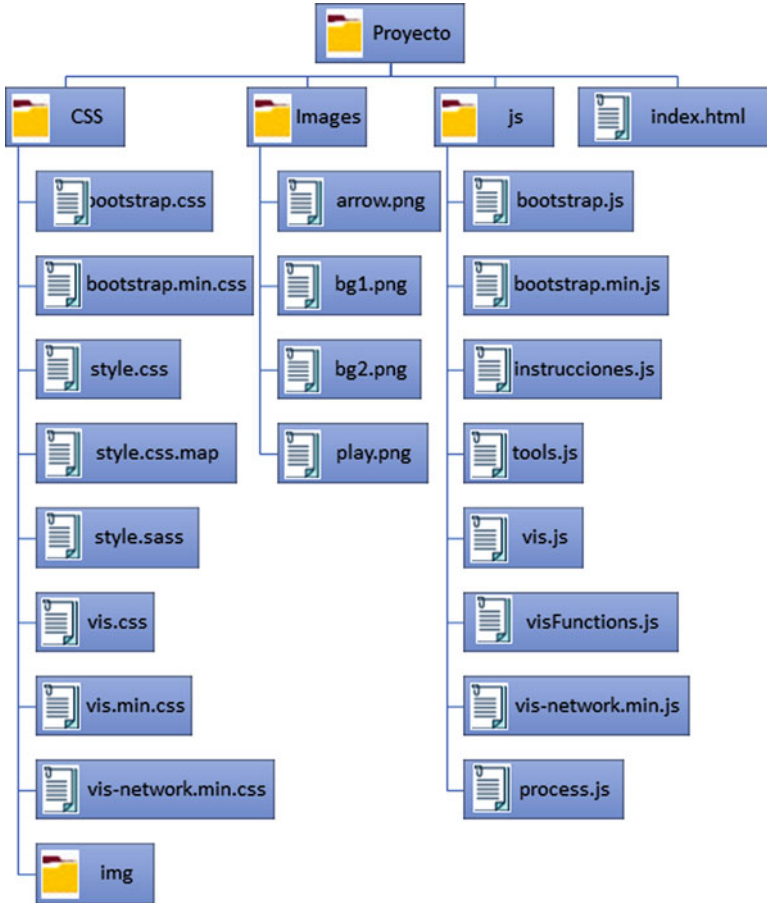 Proyecto
CSS
Images
js
index.html
bootstrap.css
bootstrap.min.css
style.css
style.css.map
style.sass
vis.css
vis.min.css
vis-network.min.css
img
arrow.png
bg1.png
bg2.png
play.png
bootstrap.js
bootstrap.min.js
instrucciones.js
tools.js
vis.js
visFunctions.js
vis-network.min.js
process.js